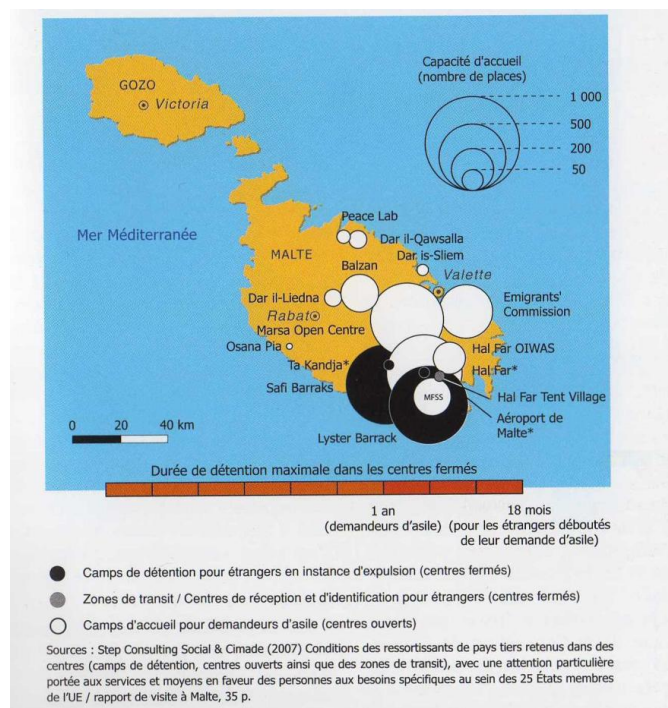 GOZO
Victoria
Capacité d'accueil
(nombre de places)
1 000
500
200
50
Mer Méditerranée
Peace Lab
Dar il-Qawsalla
MALTE
Dar is-Sliem
Balzan
Valette
Dar il-Liedna
Emigrants'
Commission
Rabat
Marsa Open Centre
Osana Pia
Hal Far OIWAS
Ta Kandja*
Hal Far*
Safi Barraks
MFSS
Hal Far Tent Village
Aéroport de
Malte*
Lyster Barrack
0 20 40 km
Durée de détention maximale dans les centres fermés
1 an
(demandeurs d'asile)
18 mois
(pour les étrangers déboutés
de leur demande d'asile)
Camps de détention pour étrangers en instance d'expulsion (centres fermés)
Zones de transit / Centres de réception et d'identification pour étrangers (centres fermés)
Camps d'accueil pour demandeurs d'asile (centres ouverts)
Sources : Step Consulting Social & Cimade (2007) Conditions des ressortissants de pays tiers retenus dans des
centres (camps de détention, centres ouverts ainsi que des zones de transit), avec une attention particulière
portée aux services et moyens en faveur des personnes aux besoins spécifiques au sein des 25 États membres
de l'UE / rapport de visite à Malte, 35 p.